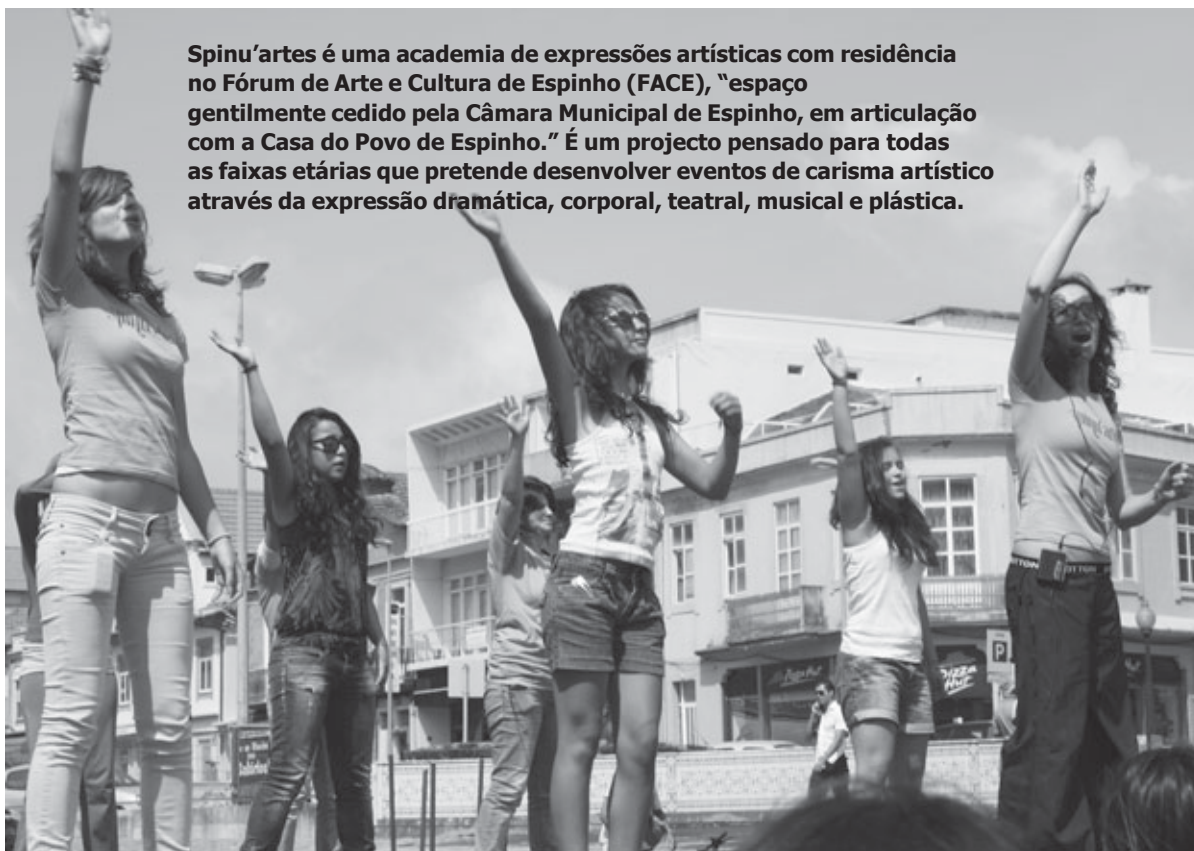 Spinu’artes é uma academia de expressões artísticas com residência
no Fórum de Arte e Cultura de Espinho (FACE), “espaço
gentilmente cedido pela Câmara Municipal de Espinho, em articulação
com a Casa do Povo de Espinho.” É um projecto pensado para todas
as faixas etárias que pretende desenvolver eventos de carisma artístico
através da expressão dramática, corporal, teatral, musical e plástica.
P
Pizza
Hut